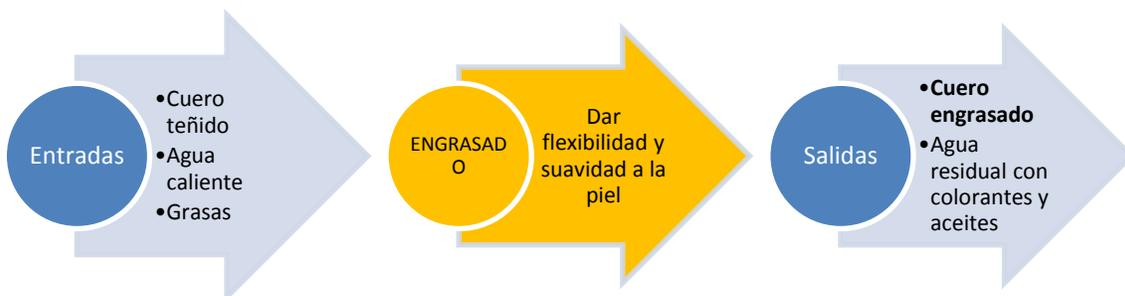 Entradas
•Cuero
teñido
•Agua
caliente
•Grasas
ENGRASAD
O
Dar
flexibilidad y
suavidad a la
piel
Salidas
•Cuero
engrasado
•Agua
residual con
colorantes y
aceites